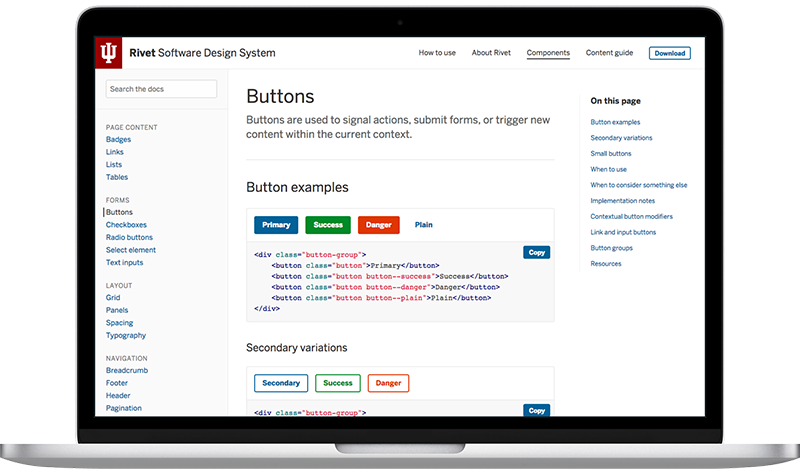 Rivet Software Design System
How to use
About Rivet
Components
Content guide
Download
Search the docs
PAGE CONTENT
Badges
Links
Lists
Tables
FORMS
Buttons
Checkboxes
Radio buttons
Select element
Text inputs
LAYOUT
Grid
Panels
Spacing
Typography
NAVIGATION
Breadcrumb
Footer
Header
Pagination
Buttons
Buttons are used to signal actions, submit forms, or trigger new
content within the current context.
Button examples
Primary
Success
Danger
Plain
Copy
<div class="button-group">
<button class="button">Primary</button>
<button class="button button--success">Success</button>
<button class="button button--danger">Danger</button>
<button class="button button--plain">Plain</button>
</div>
Secondary variations
Secondary
Success
Danger
Copy
<div class="button-group">
On this page
Button examples
Secondary variations
Small buttons
When to use
When to consider something else
Implementation notes
Contextual button modifiers
Link and input buttons
Button groups
Resources